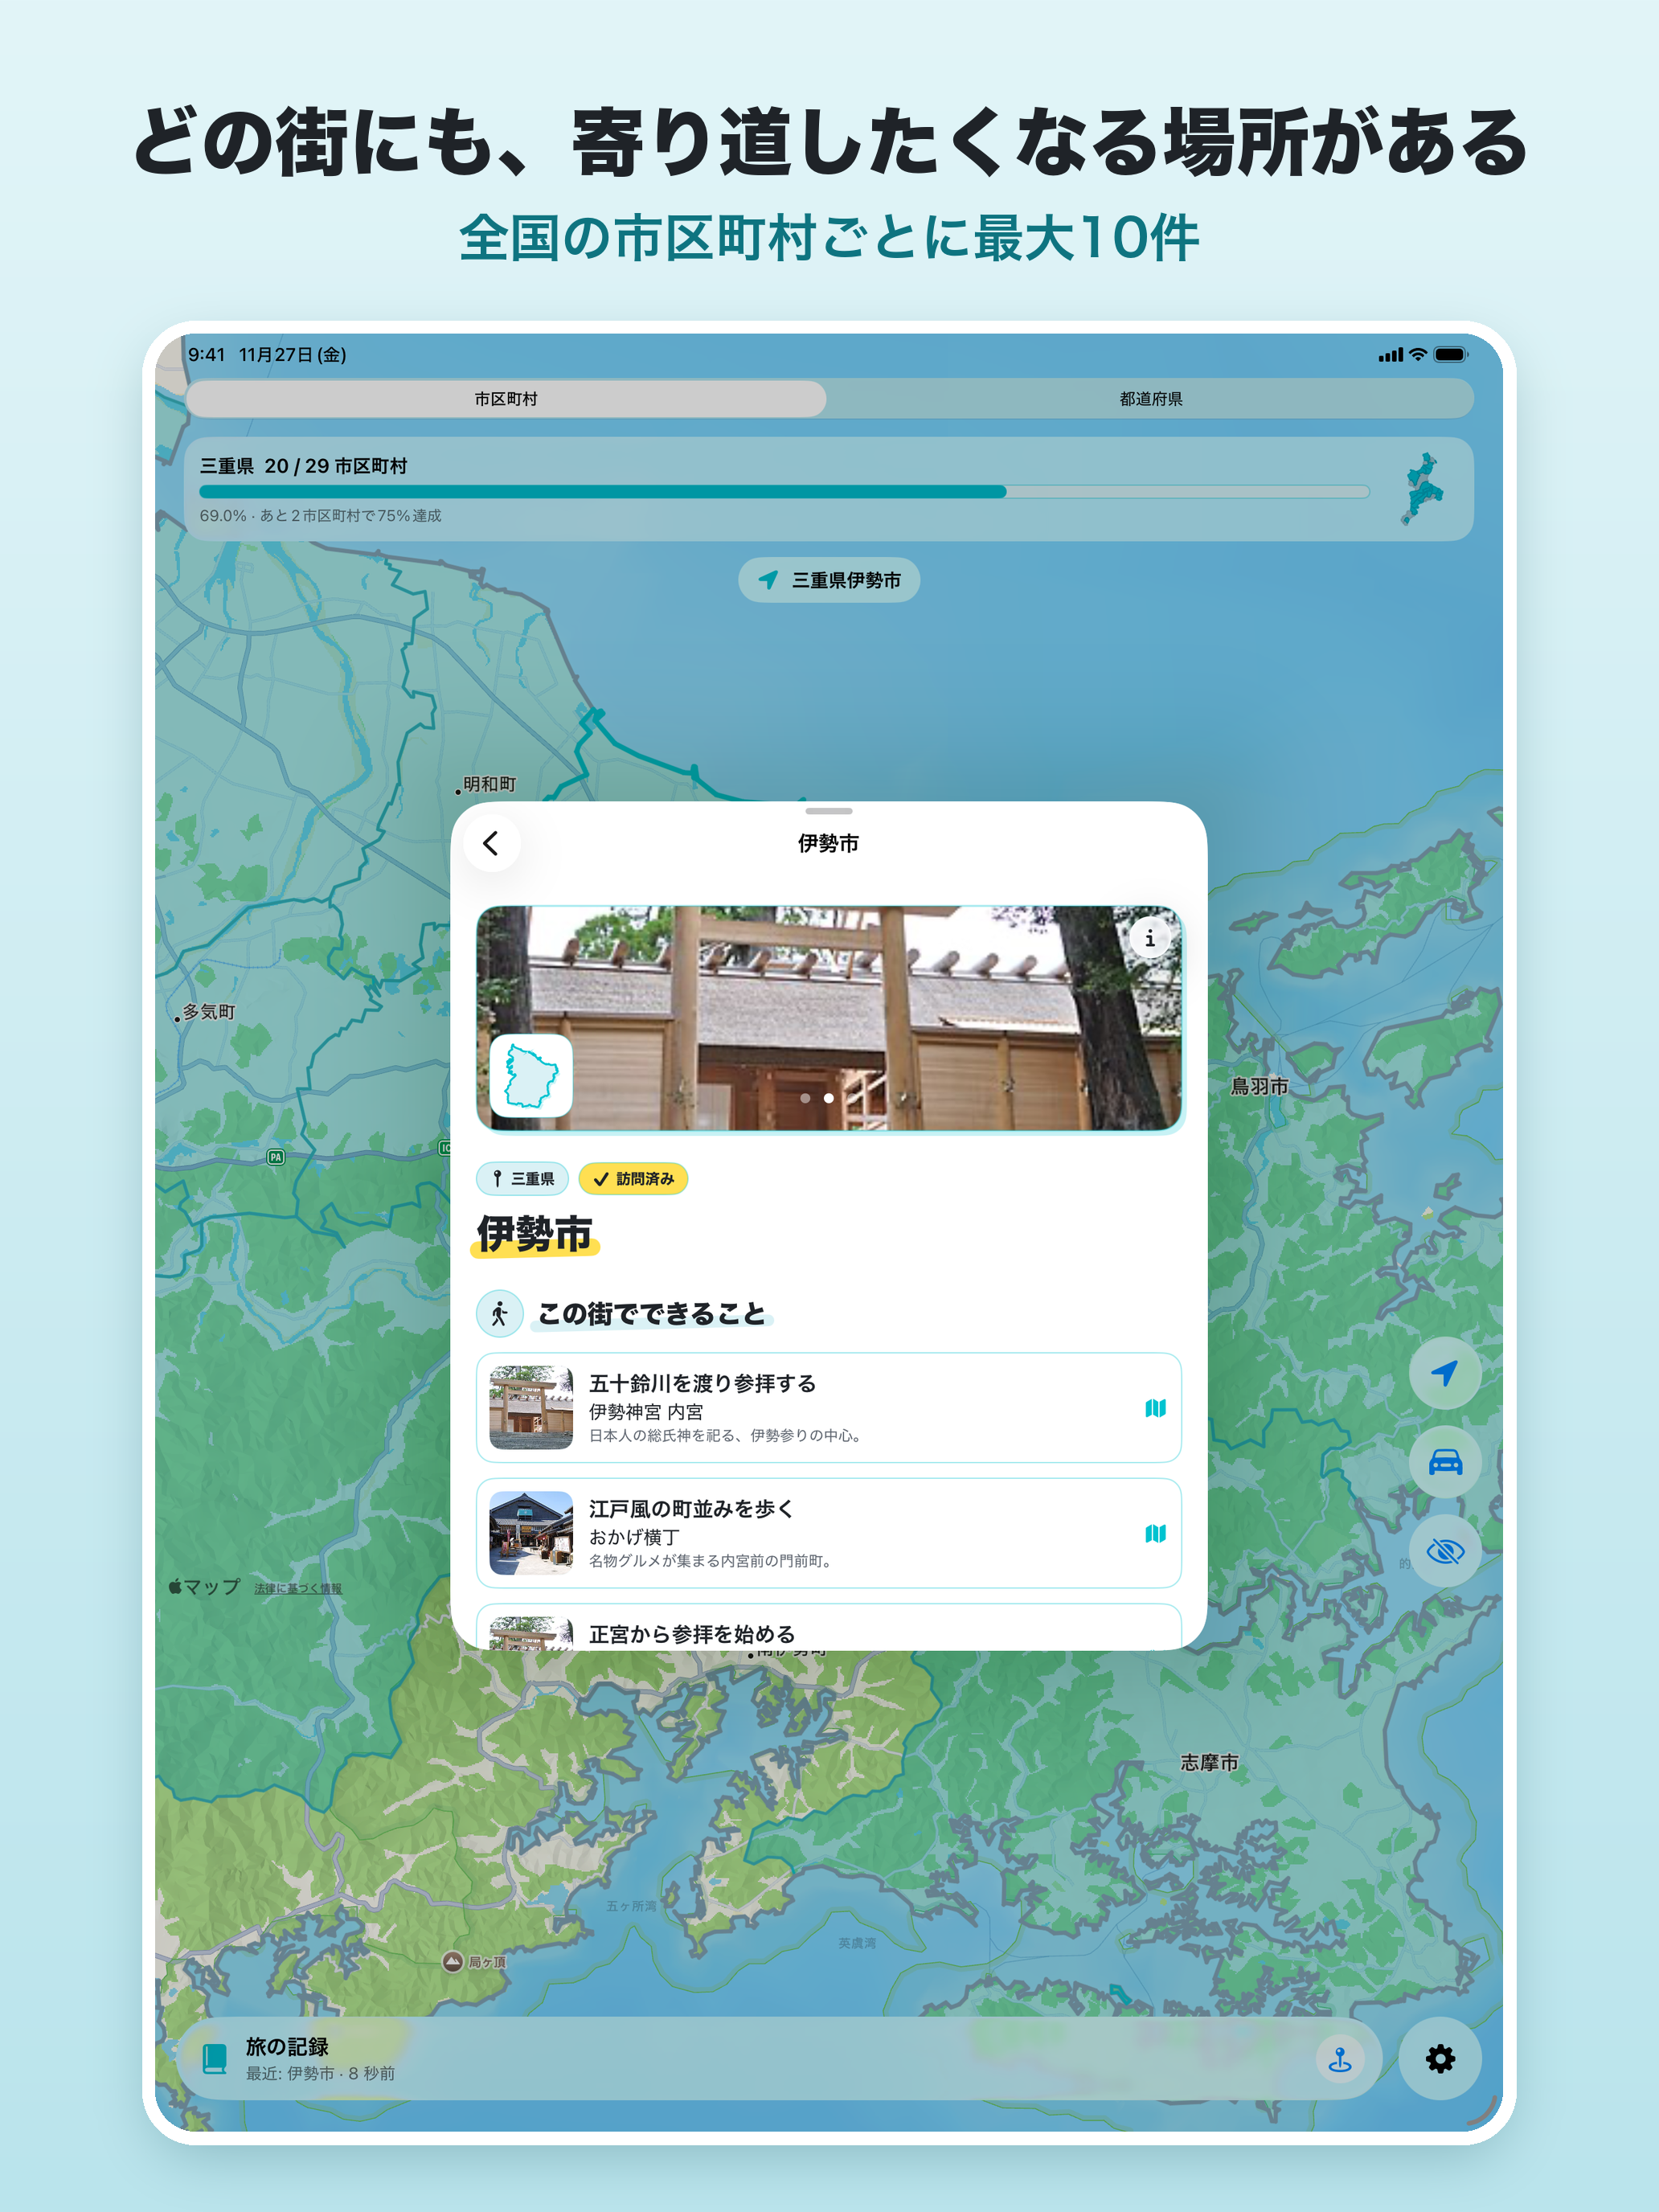 どの街にも、寄り道したくなる場所がある
全国の市区町村ごとに最大10件
9:41 11月27日(金)
市区町村
都道府県
三重県 20 / 29 市区町村
69.0% · あと2市区町村で75%達成
三重県伊勢市
明和町
伊勢市
多気町
鳥羽市
PA
三重県
訪問済み
伊勢市
この街でできること
五十鈴川を渡り参拝する
伊勢神宮 内宮
日本人の総氏神を祀る、伊勢参りの中心。
江戸風の町並みを歩く
おかげ横丁
名物グルメが集まる内宮前の門前町。
マップ 法律に基づく情報
正宮から参拝を始める
志摩市
五ヶ所湾
英虞湾
局ヶ頂
旅の記録
最近: 伊勢市 · 8 秒前